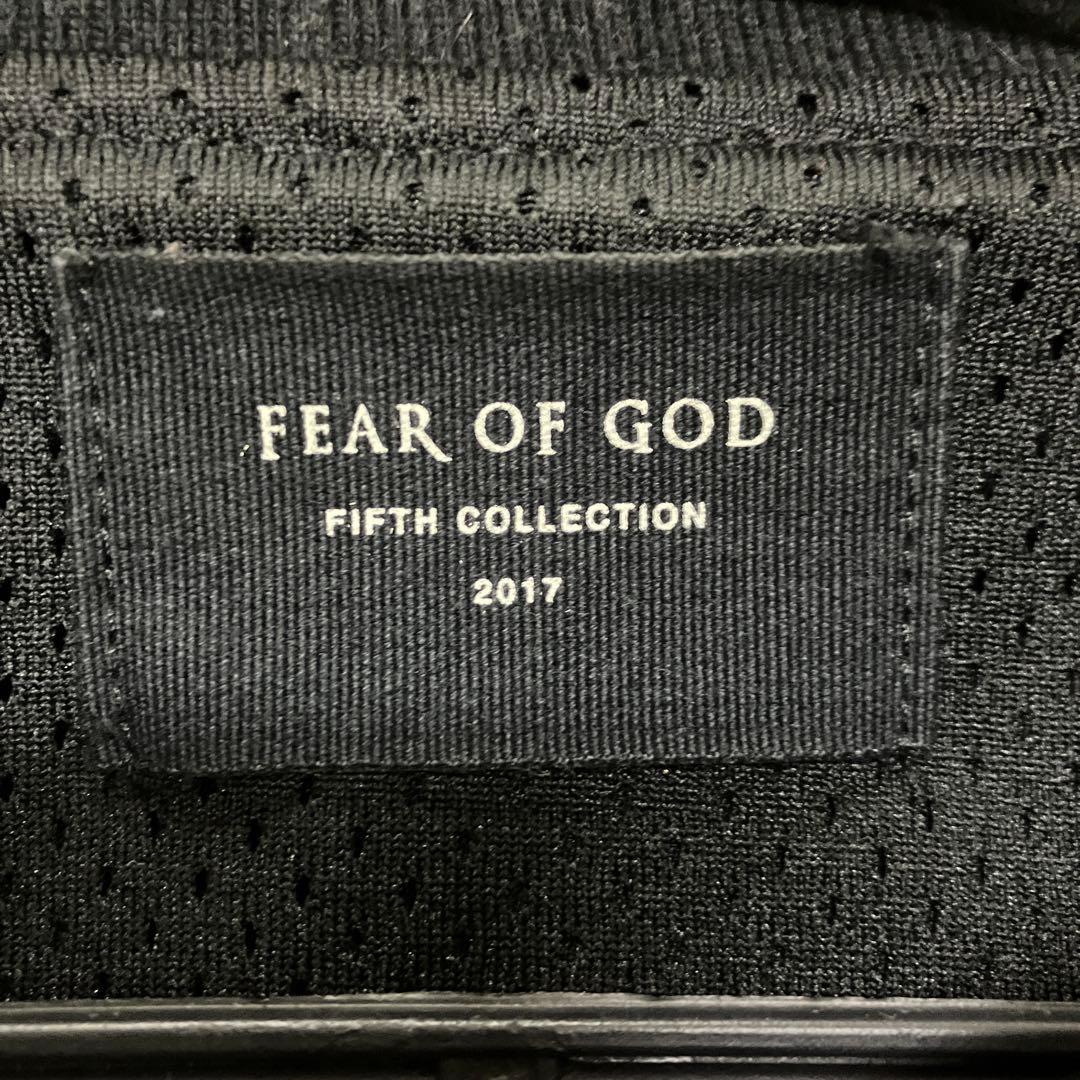 FEAR OF GOD
FIFTH COLLECTION
2017